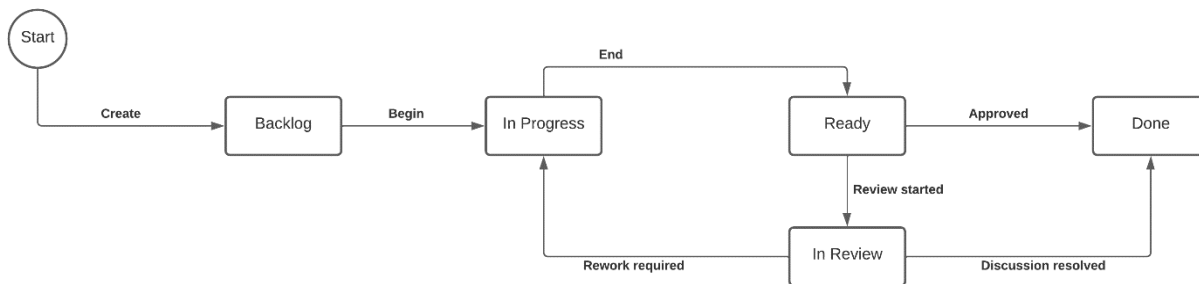 Start
End
Create
Backlog
Begin
In Progress
Ready
Approved
Done
Review started
In Review
Rework required
Discussion resolved